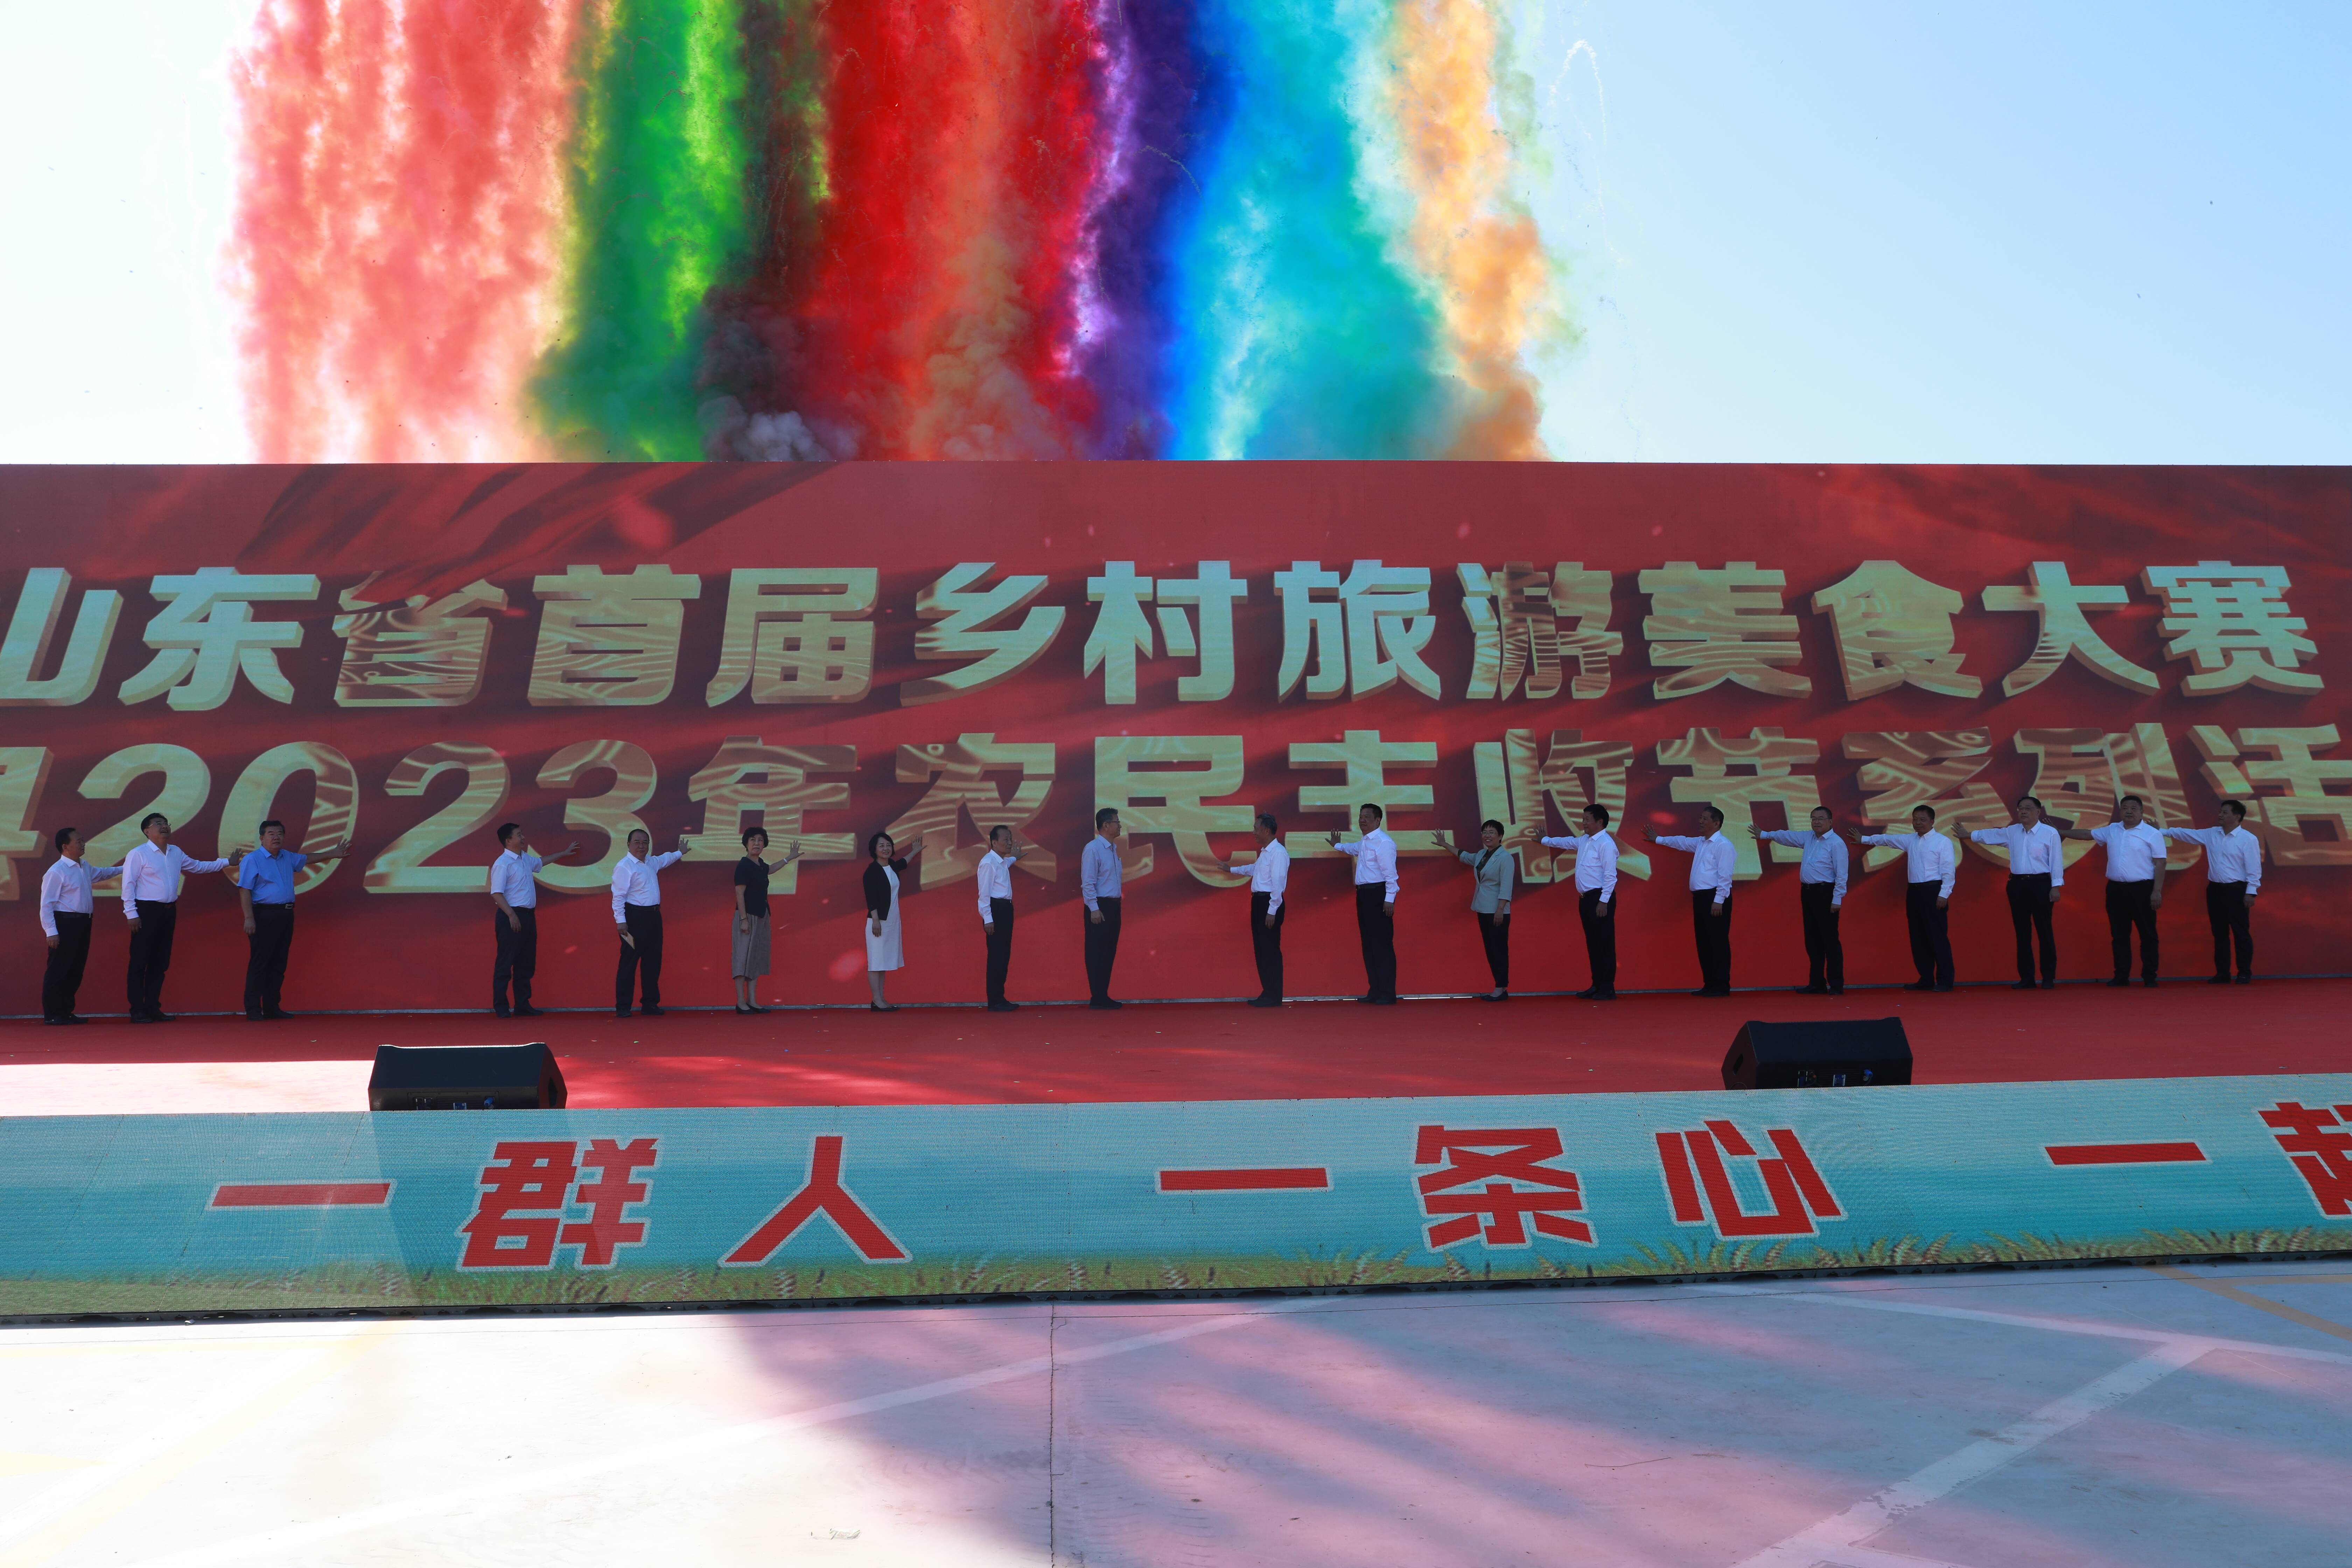 山东省首届乡村旅游美食大赛
2023年农民丰收节系列活
一群人 一条心 一起